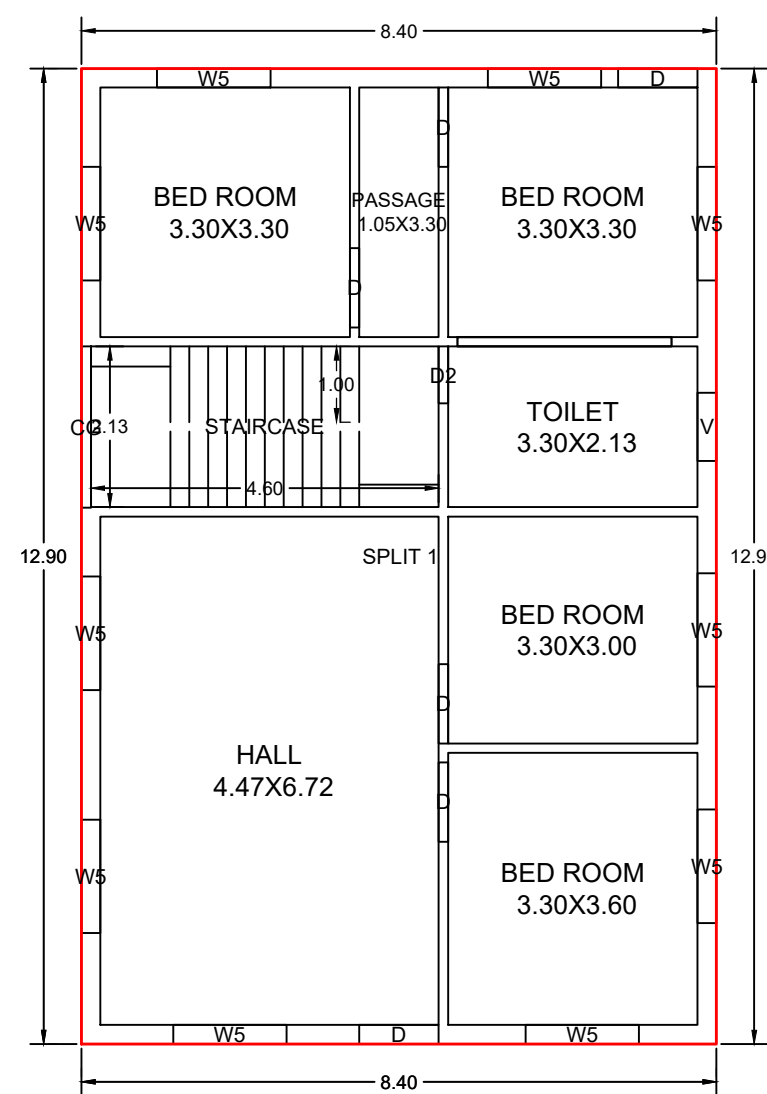 8.40
W5
W5
D
D
BED ROOM
3.30X3.30
PASSAGE
1.05X3.30
BED ROOM
3.30X3.30
W5
W5
D
1.00
D2
CG
2.13
STAIRCASE
TOILET
3.30X2.13
V
4.60
12.90
SPLIT 1
12.9
BED ROOM
3.30X3.00
W5
W5
D
HALL
4.47X6.72
D
BED ROOM
3.30X3.60
W5
W5
W5
D
W5
8.40